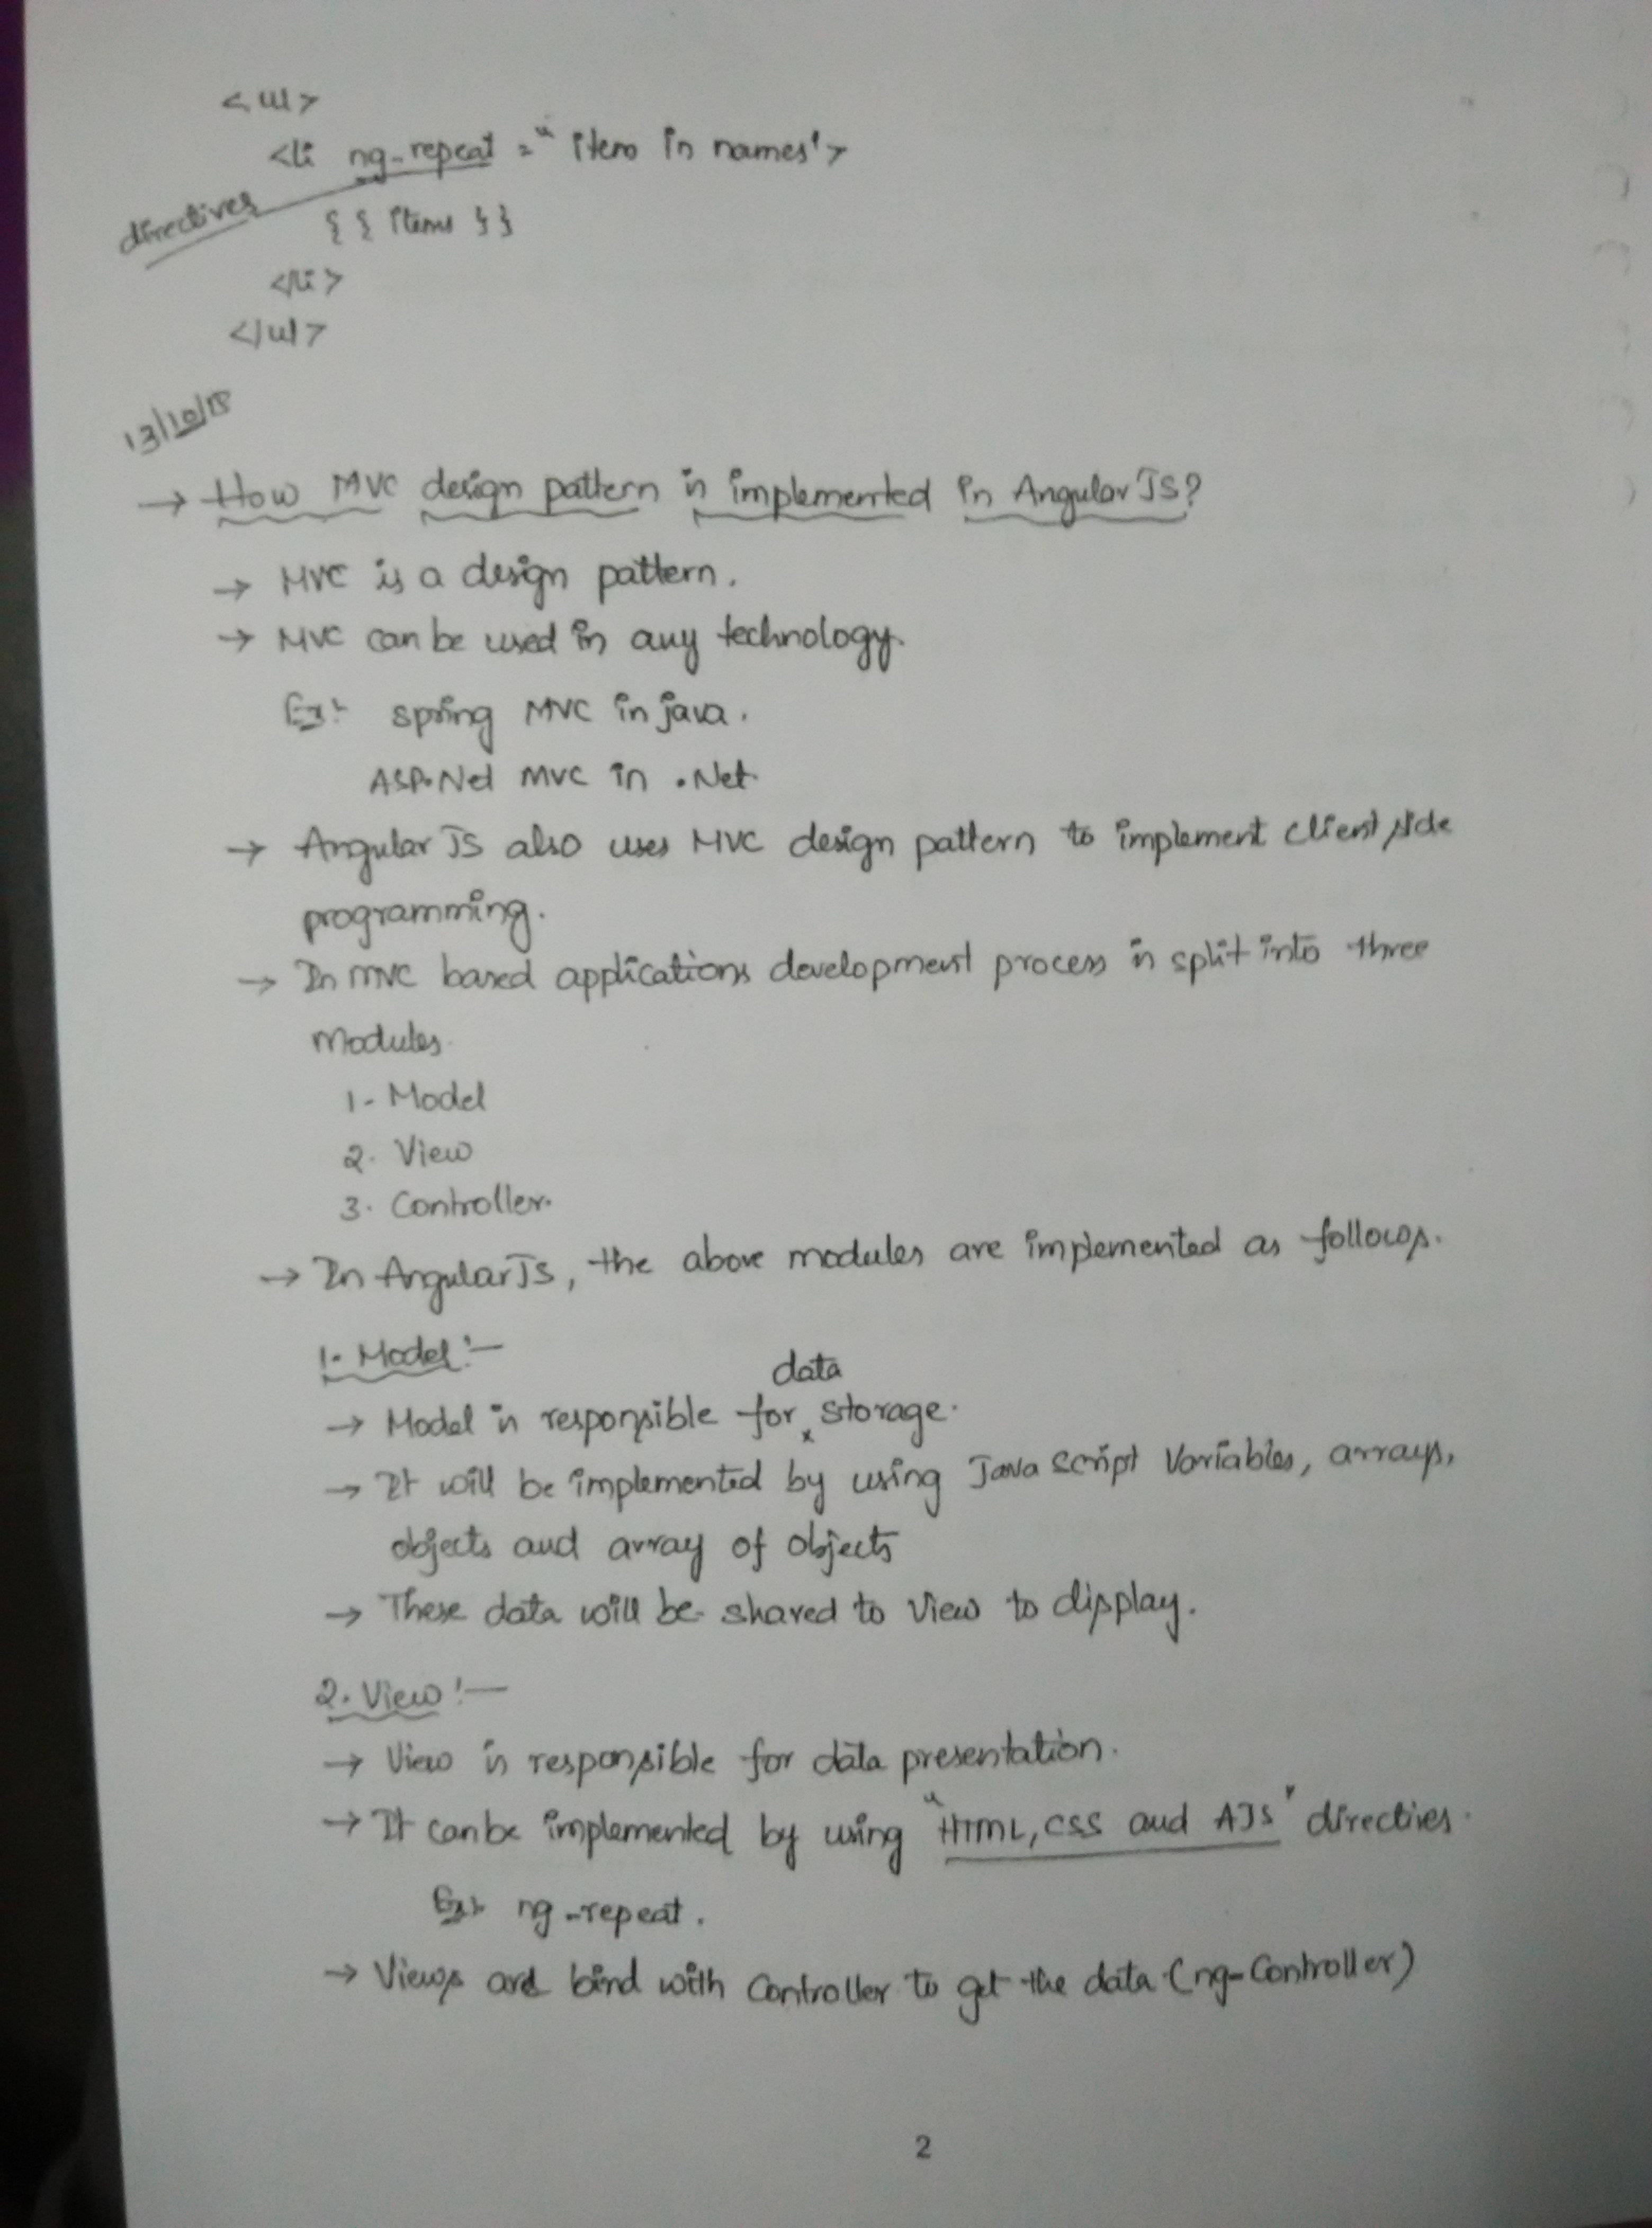 <ul>
<li ng-repeat = "item in names">
directives
{{ items }}
</li>
</ul>
13/10/15
→ How MVC design pattern is implemented in Angular JS?
→ MVC is a design pattern.
→ MVC can be used in any technology.
Ex:- spring MVC in java.
ASP.Net MVC in .Net
→ Angular JS also uses MVC design pattern to implement client side
programming.
→ In MVC based applications development process is split into three
Modules.
1. Model
2. View
3. Controller.
→ In AngularJS, the above modules are implemented as follows.
1. Model:-
data
→ Model is responsible for storage.
→ It will be implemented by using Java Script Variables, arrays,
objects and array of objects
→ These data will be shared to View to display.
2. View:-
→ View is responsible for data presentation.
→ It can be implemented by using "HTML, CSS and AJS" directives.
Ex:- ng-repeat.
→ Views are bind with Controller to get the data (ng-Controller)
2